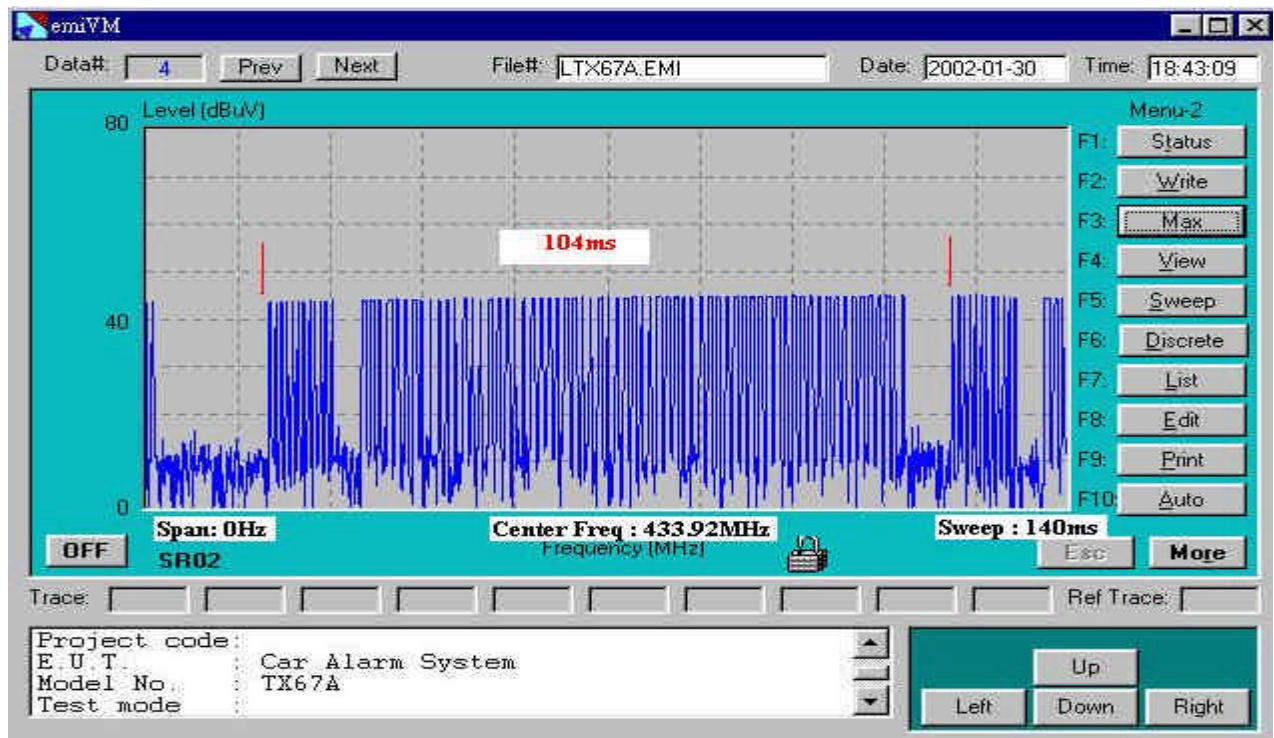 emiVM
Data#: 4 Prev Next File#: LTX67A.EMI Date: 2002-01-30 Time: 18:43:09
Level (dBuV) Menu-2
80
F1: Status
F2: Write
F3: Max
104ms
F4: View
F5: Sweep
40
F6: Discrete
F7: List
F8: Edit
F9: Print
F10: Auto
0
Span: 0Hz Center Freq : 433.92MHz Sweep : 140ms
OFF SR02 Frequency (MHz) Esc More
Trace: Ref Trace:
Project code:
E.U.T. : Car Alarm System
Model No. : TX67A
Test mode :
Up
Left Down Right